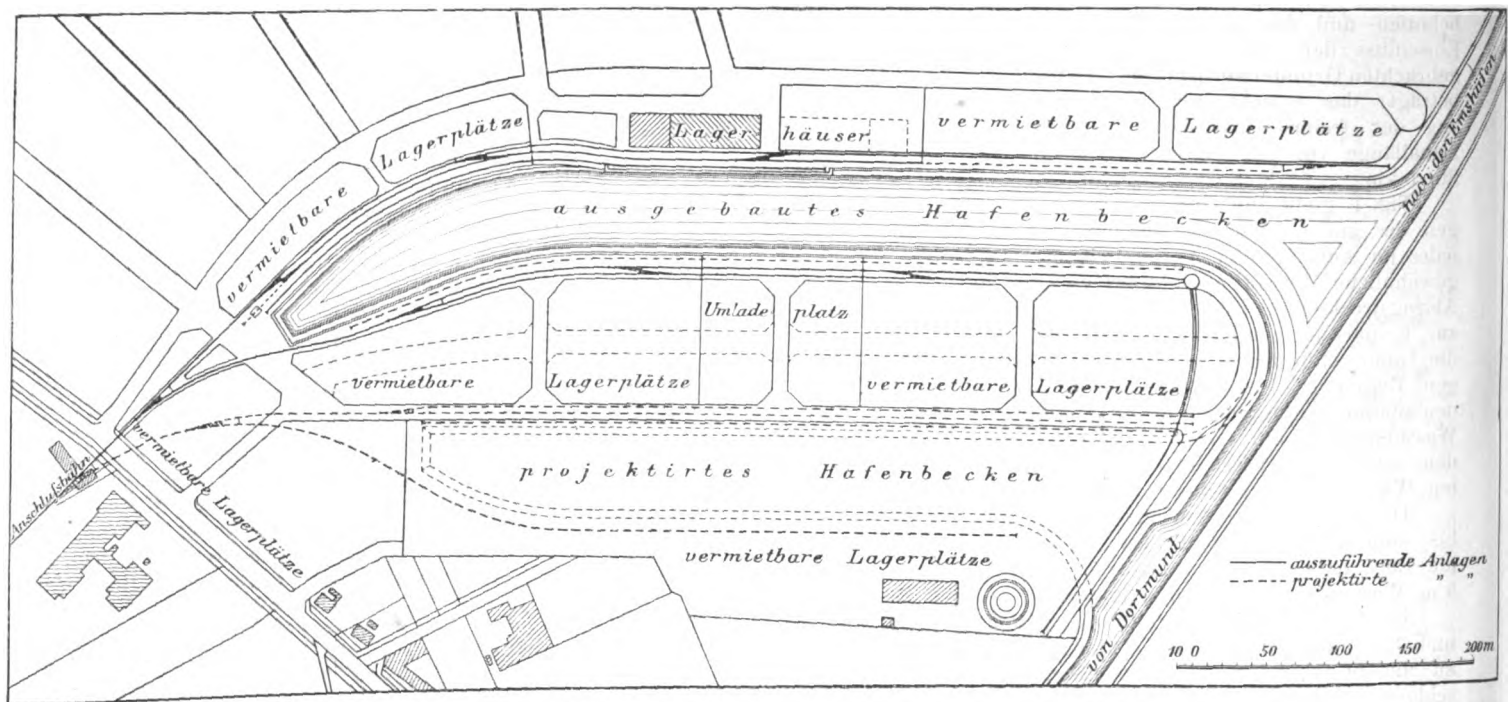 Lagerplätze
vermietbare
Lager häuser
vermietbare Lagerplätze
nach den Emshäfen
ausgebautes Hafenbecken
Umlade platz
vermietbare Lagerplätze
vermietbare Lagerplätze
Anschlußbahn
vermietbare Lagerplätze
projektirtes Hafenbecken
vermietbare Lagerplätze
von Dortmund
auszuführende Anlagen
projektirte " "
10 0 50 100 150 200m